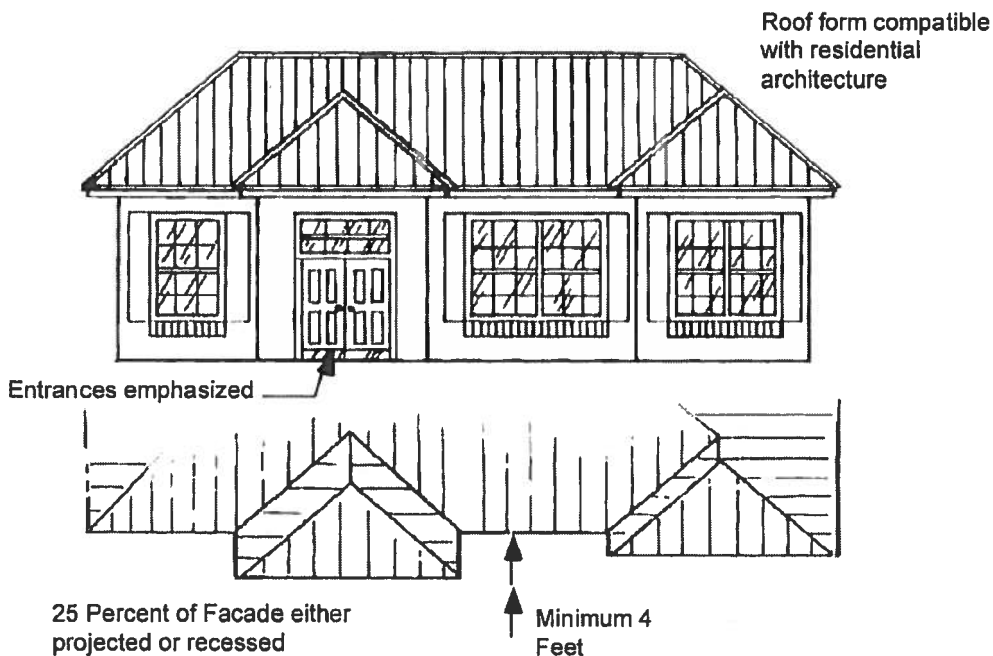 Roof form compatible
with residential
architecture
Entrances emphasized
25 Percent of Facade either
projected or recessed
Minimum 4
Feet